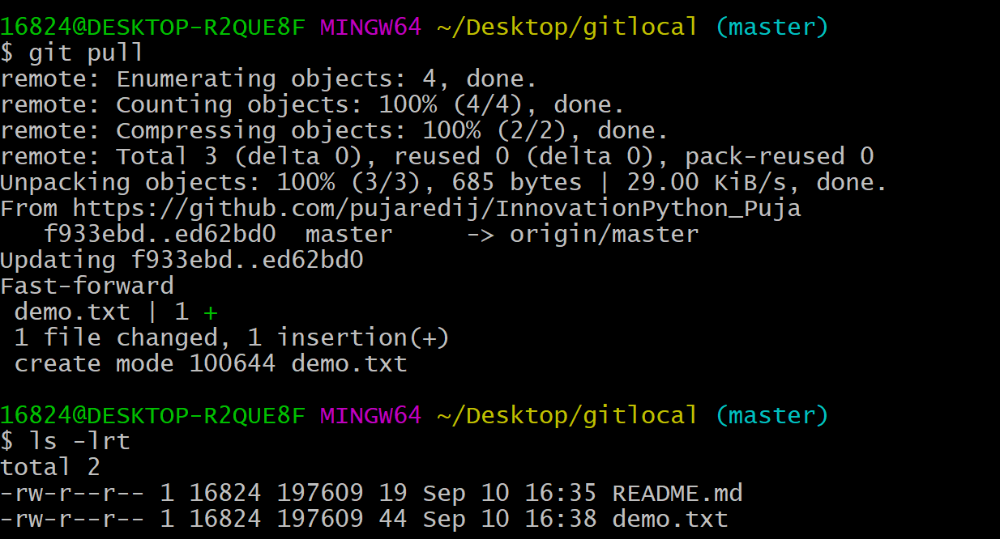 16824@DESKTOP-R2QUE8F MINGW64 ~/Desktop/gitlocal (master)
$ git pull
remote: Enumerating objects: 4, done.
remote: Counting objects: 100% (4/4), done.
remote: Compressing objects: 100% (2/2), done.
remote: Total 3 (delta 0), reused 0 (delta 0), pack-reused 0
Unpacking objects: 100% (3/3), 685 bytes | 29.00 KiB/s, done.
From https://github.com/pujaredij/InnovationPython_Puja
   f933ebd..ed62bd0  master     -> origin/master
Updating f933ebd..ed62bd0
Fast-forward
 demo.txt | 1 +
 1 file changed, 1 insertion(+)
 create mode 100644 demo.txt
16824@DESKTOP-R2QUE8F MINGW64 ~/Desktop/gitlocal (master)
$ ls -lrt
total 2
-rw-r--r-- 1 16824 197609 19 Sep 10 16:35 README.md
-rw-r--r-- 1 16824 197609 44 Sep 10 16:38 demo.txt